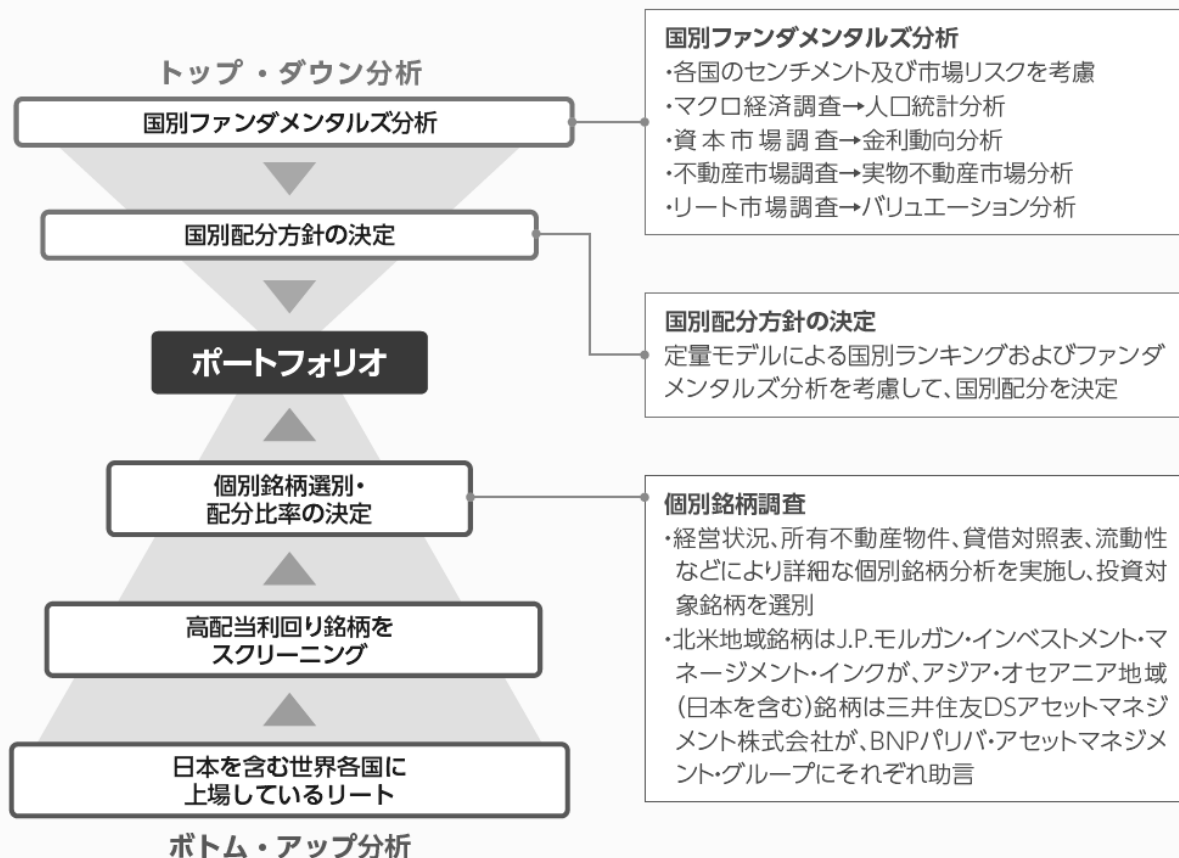 トップ・ダウン分析
国別ファンダメンタルズ分析
国別配分方針の決定
ポートフォリオ
個別銘柄選別・
配分比率の決定
高配当利回り銘柄を
スクリーニング
日本を含む世界各国に
上場しているリート
ボトム・アップ分析
国別ファンダメンタルズ分析
・各国のセンチメント及び市場リスクを考慮
・マクロ経済調査→人口統計分析
・資本市場調査→金利動向分析
・不動産市場調査→実物不動産市場分析
・リート市場調査→バリュエーション分析
国別配分方針の決定
定量モデルによる国別ランキングおよびファンダ
メンタルズ分析を考慮して、国別配分を決定
個別銘柄調査
・経営状況、所有不動産物件、貸借対照表、流動性
などにより詳細な個別銘柄分析を実施し、投資対
象銘柄を選別
・北米地域銘柄はJ.P.モルガン・インベストメント・マ
ネージメント・インクが、アジア・オセアニア地域
(日本を含む)銘柄は三井住友DSアセットマネジ
メント株式会社が、BNPパリバ・アセットマネジメ
ント・グループにそれぞれ助言